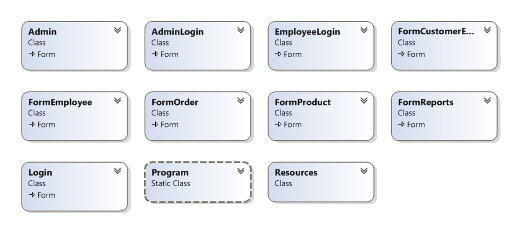 Admin
Class
Form
AdminLogin
Class
Form
EmployeeLogin
Class
Form
FormCustomerE...
Class
Form
FormEmployee
Class
Form
FormOrder
Class
Form
FormProduct
Class
Form
FormReports
Class
Form
Login
Class
Form
Program
Static Class
Resources
Class